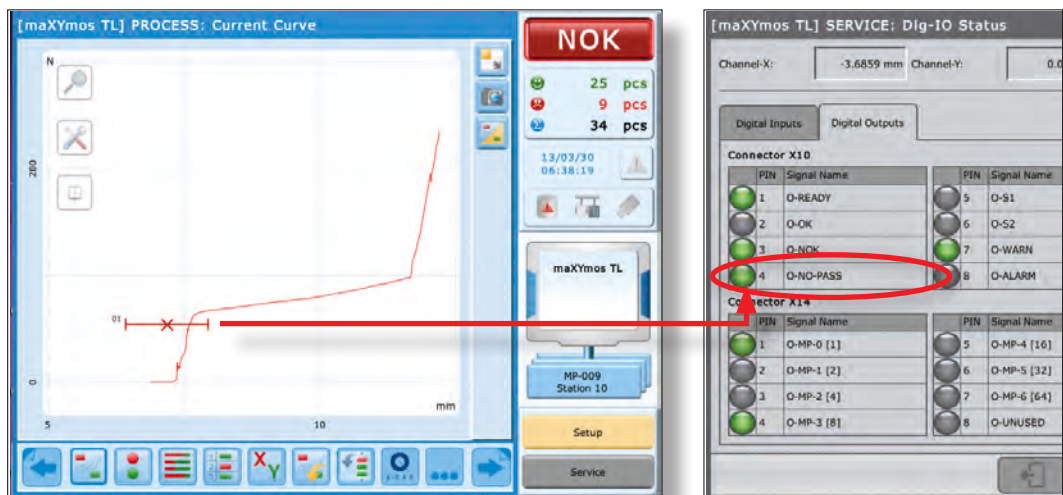 [maXYmos TL] PROCESS: Current Curve
N
200
0
01
5
10
mm
NOK
25 pcs
9 pcs
34 pcs
13/03/30
06:38:19
maXYmos TL
MP-009
Station 10
Setup
Service
X Y
[maXYmos TL] SERVICE: Dig-IO Status
Channel-X: -3.6859 mm Channel-Y: 0.0
Digital Inputs Digital Outputs
Connector X10
PIN Signal Name PIN Signal Name
1 O-READY 5 O-S1
2 O-OK 6 O-S2
3 O-NOK 7 O-WARN
4 O-NO-PASS 8 O-ALARM
Connector X14
PIN Signal Name PIN Signal Name
1 O-MP-0 [1] 5 O-MP-4 [16]
2 O-MP-1 [2] 6 O-MP-5 [32]
3 O-MP-2 [4] 7 O-MP-6 [64]
4 O-MP-3 [8] 8 O-UNUSED